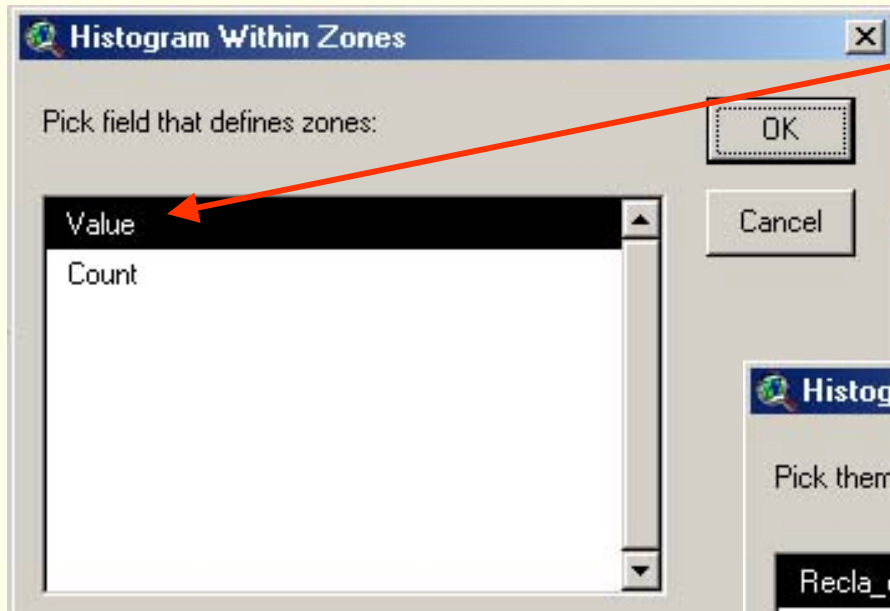 Histogram Within Zones
Pick field that defines zones:
OK
Value
Cancel
Count
Histog
Pick them
Recla_